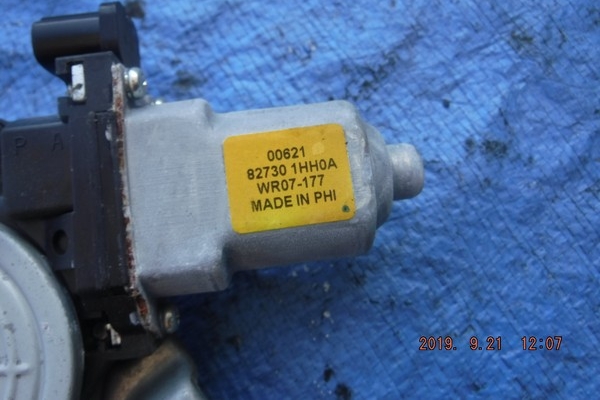 P A
00621
82730 1HH0A
WR07-177
MADE IN PHI
2019. 9.21 12:07